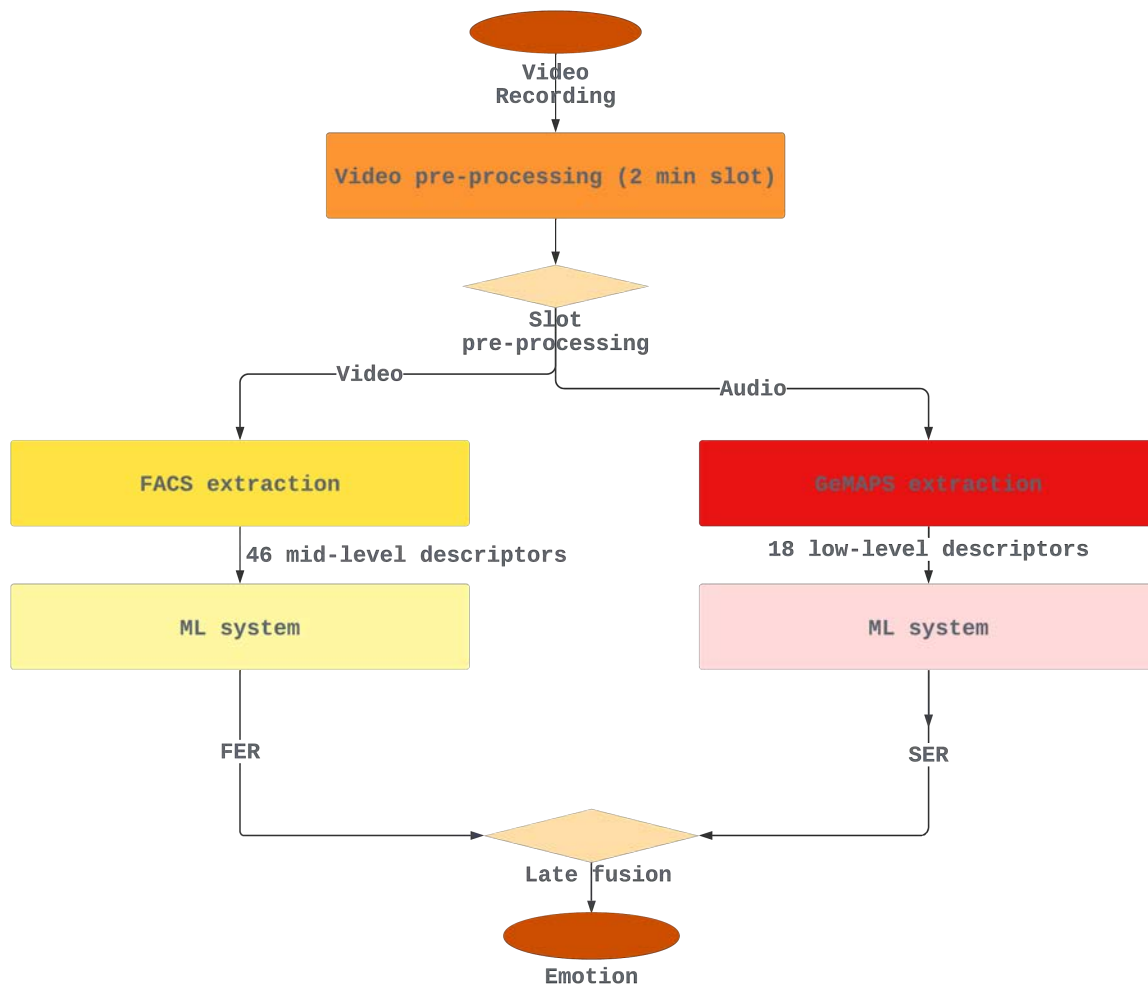 Video
Recording
Video pre-processing (2 min slot)
Slot
pre-processing
Video
Audio
FACS extraction
GeMAPS extraction
46 mid-level descriptors
18 low-level descriptors
ML system
ML system
FER
SER
Late fusion
Emotion